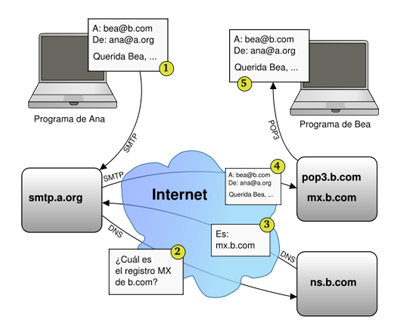 A: bea@b.com
De: ana@a.org
Querida Bea, ...
1
Programa de Ana
A: bea@b.com
De: ana@a.org
Querida Bea, ...
5
Programa de Bea
SMTP
POP3
smtp.a.org
SMTP
Internet
4
A: bea@b.com
De: ana@a.org
Querida Bea, ...
pop3.b.com
mx.b.com
DNS
2
¿Cuál es
el registro MX
de b.com?
3
Es:
mx.b.com
DNS
ns.b.com